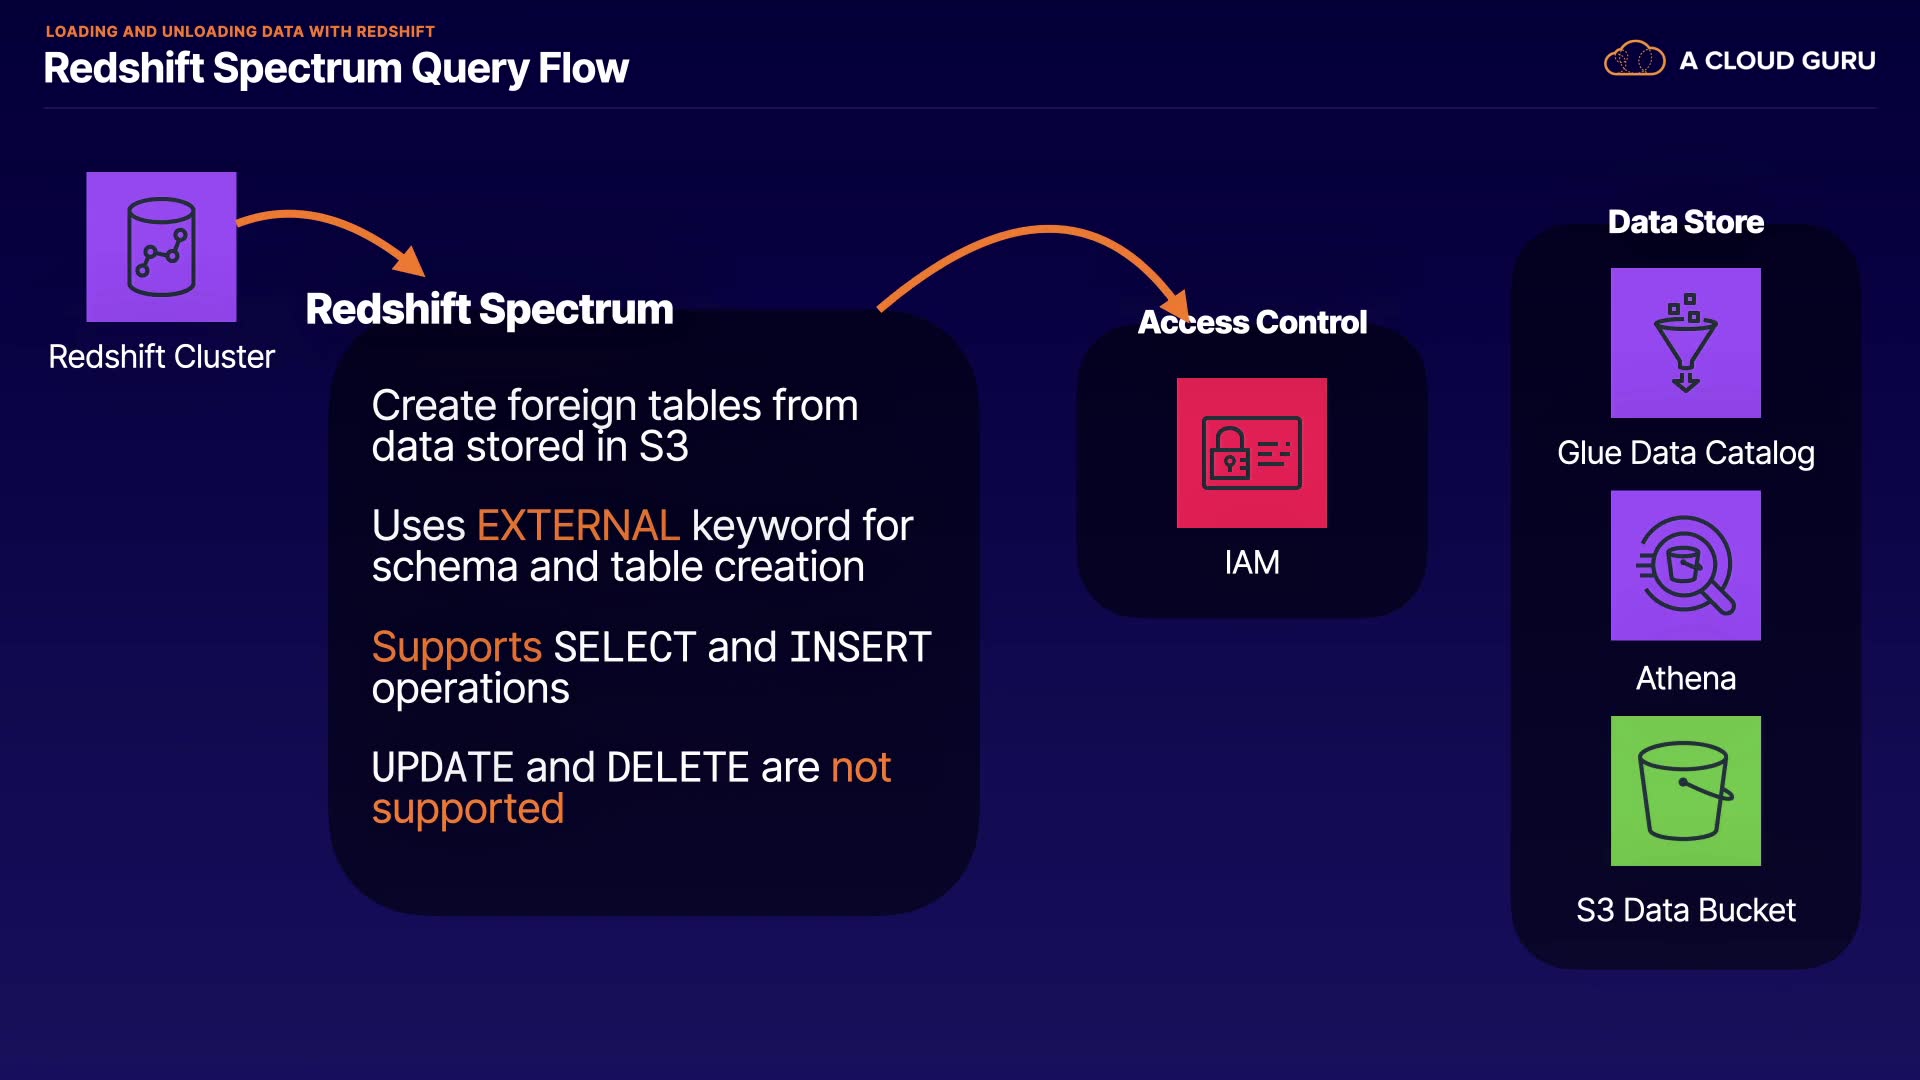 LOADING AND UNLOADING DATA WITH REDSHIFT
Redshift Spectrum Query Flow
A CLOUD GURU
Redshift Cluster
Redshift Spectrum
Create foreign tables from
data stored in S3
Uses EXTERNAL keyword for
schema and table creation
Supports SELECT and INSERT
operations
UPDATE and DELETE are not
supported
Access Control
IAM
Data Store
Glue Data Catalog
Athena
S3 Data Bucket